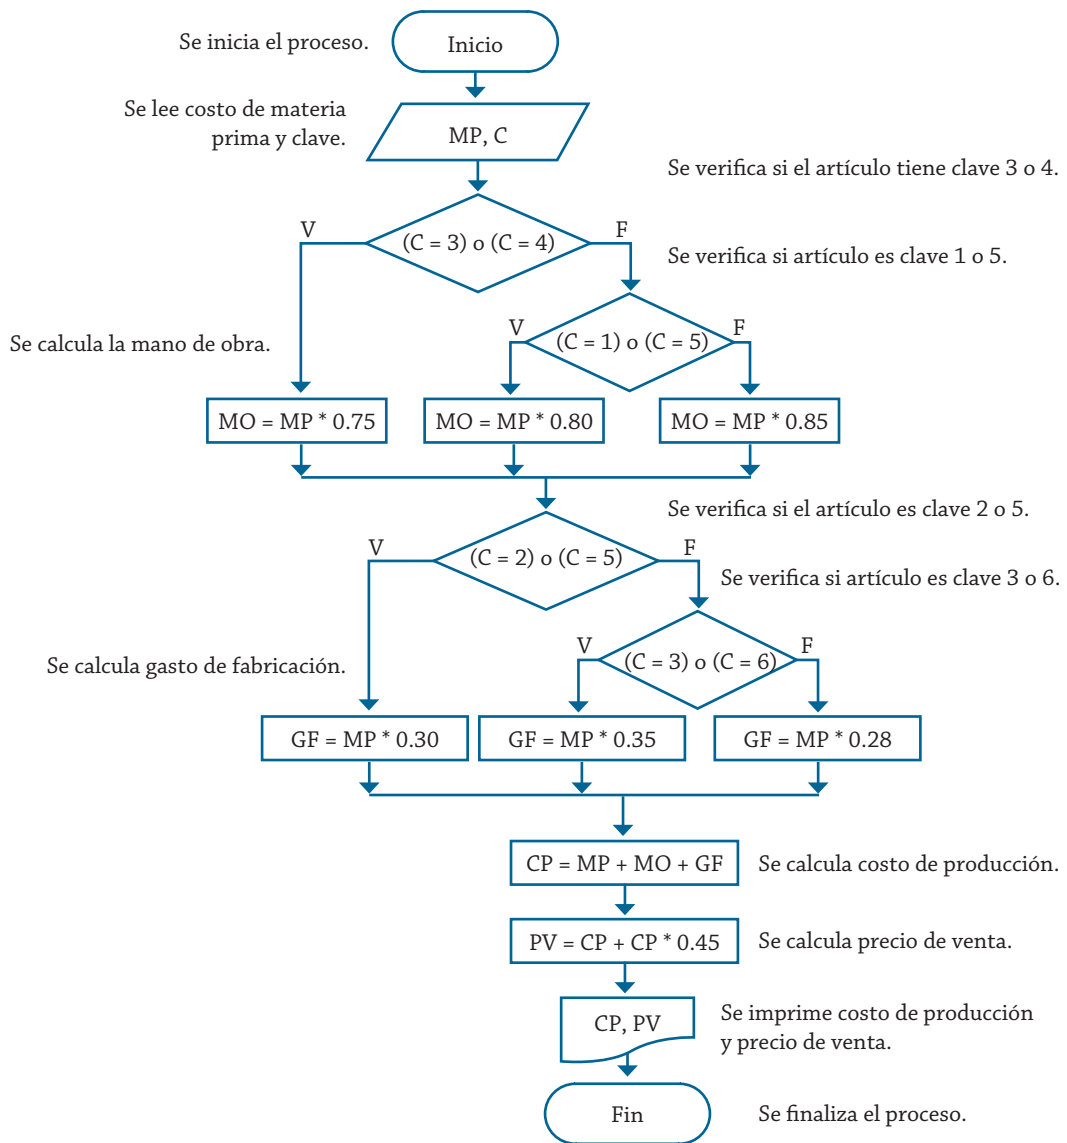 Se inicia el proceso.
Inicio
Se lee costo de materia
prima y clave.
MP, C
Se verifica si el artículo tiene clave 3 o 4.
V
(C = 3) o (C = 4)
F
Se verifica si artículo es clave 1 o 5.
Se calcula la mano de obra.
V
(C = 1) o (C = 5)
F
MO = MP * 0.75
MO = MP * 0.80
MO = MP * 0.85
Se verifica si el artículo es clave 2 o 5.
V
(C = 2) o (C = 5)
F
Se verifica si artículo es clave 3 o 6.
Se calcula gasto de fabricación.
V
(C = 3) o (C = 6)
F
GF = MP * 0.30
GF = MP * 0.35
GF = MP * 0.28
CP = MP + MO + GF
Se calcula costo de producción.
PV = CP + CP * 0.45
Se calcula precio de venta.
CP, PV
Se imprime costo de producción
y precio de venta.
Fin
Se finaliza el proceso.